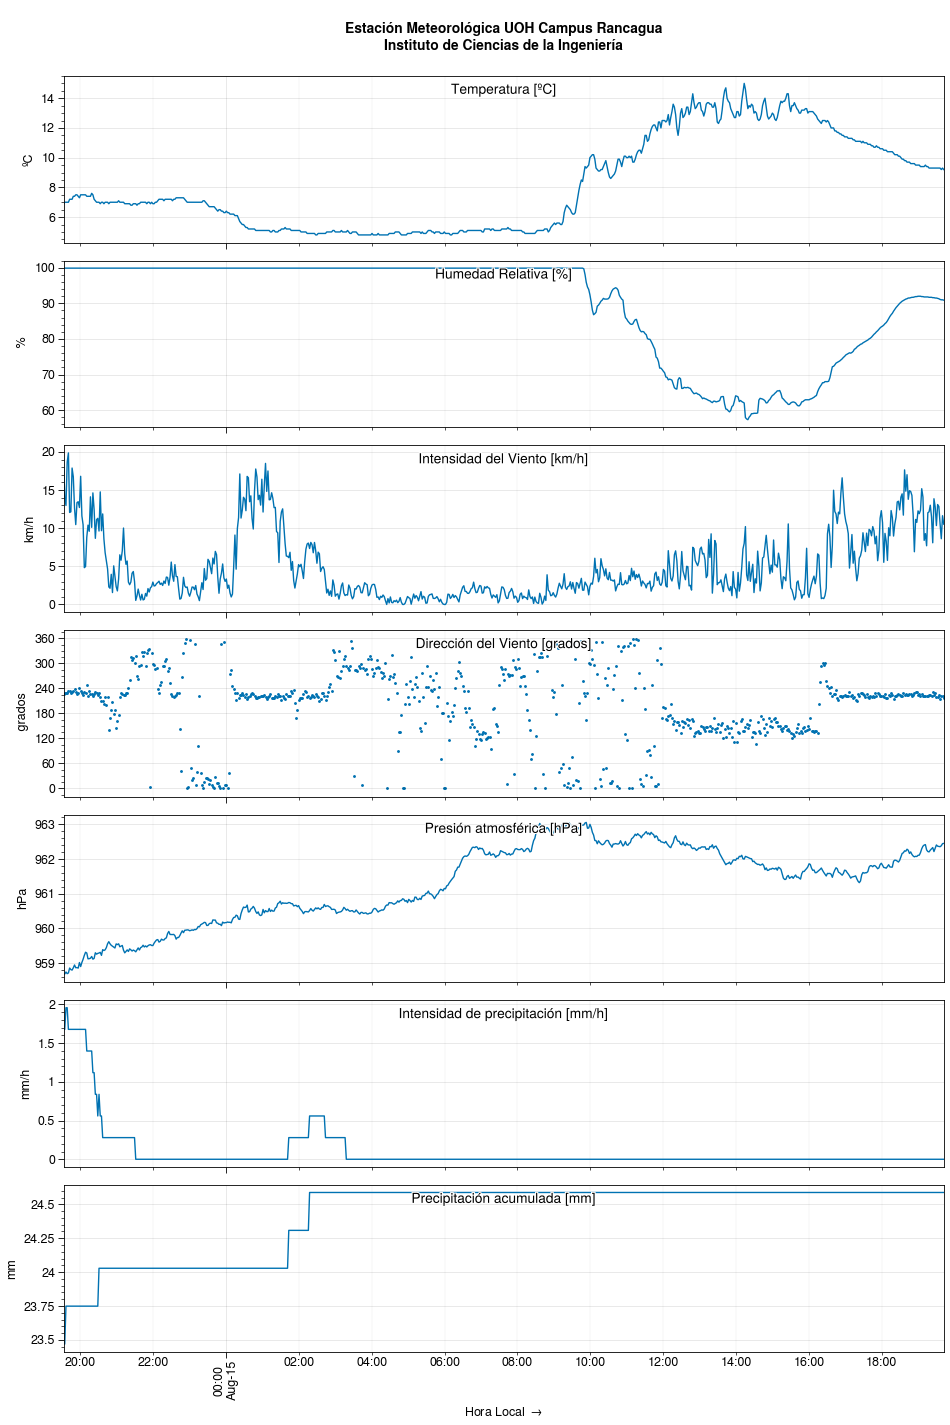 Estación Meteorológica UOH Campus Rancagua
Instituto de Ciencias de la Ingeniería
Temperatura [ºC]
ºC
14
12
10
8
6
Humedad Relativa [%]
%
100
90
80
70
60
Intensidad del Viento [km/h]
km/h
20
15
10
5
0
Dirección del Viento [grados]
grados
360
300
240
180
120
60
0
Presión atmosférica [hPa]
hPa
963
962
961
960
959
Intensidad de precipitación [mm/h]
mm/h
2
1.5
1
0.5
0
Precipitación acumulada [mm]
mm
24.5
24.25
24
23.75
23.5
20:00 22:00 00:00 02:00 04:00 06:00 08:00 10:00 12:00 14:00 16:00 18:00
Aug-15
Hora Local →